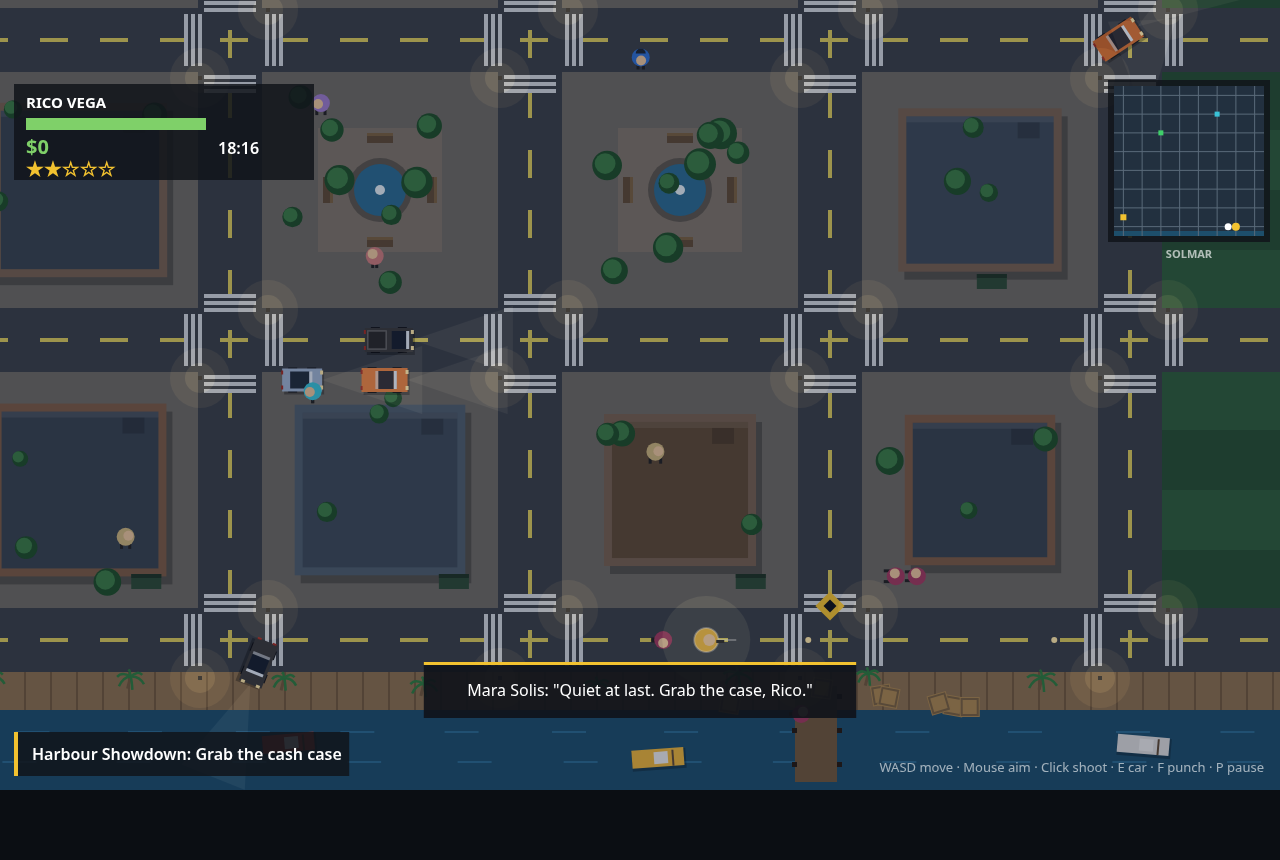 RICO VEGA
$0 18:16
★★☆☆☆
SOLMAR
Mara Solis: "Quiet at last. Grab the case, Rico."
Harbour Showdown: Grab the cash case
WASD move · Mouse aim · Click shoot · E car · F punch · P pause